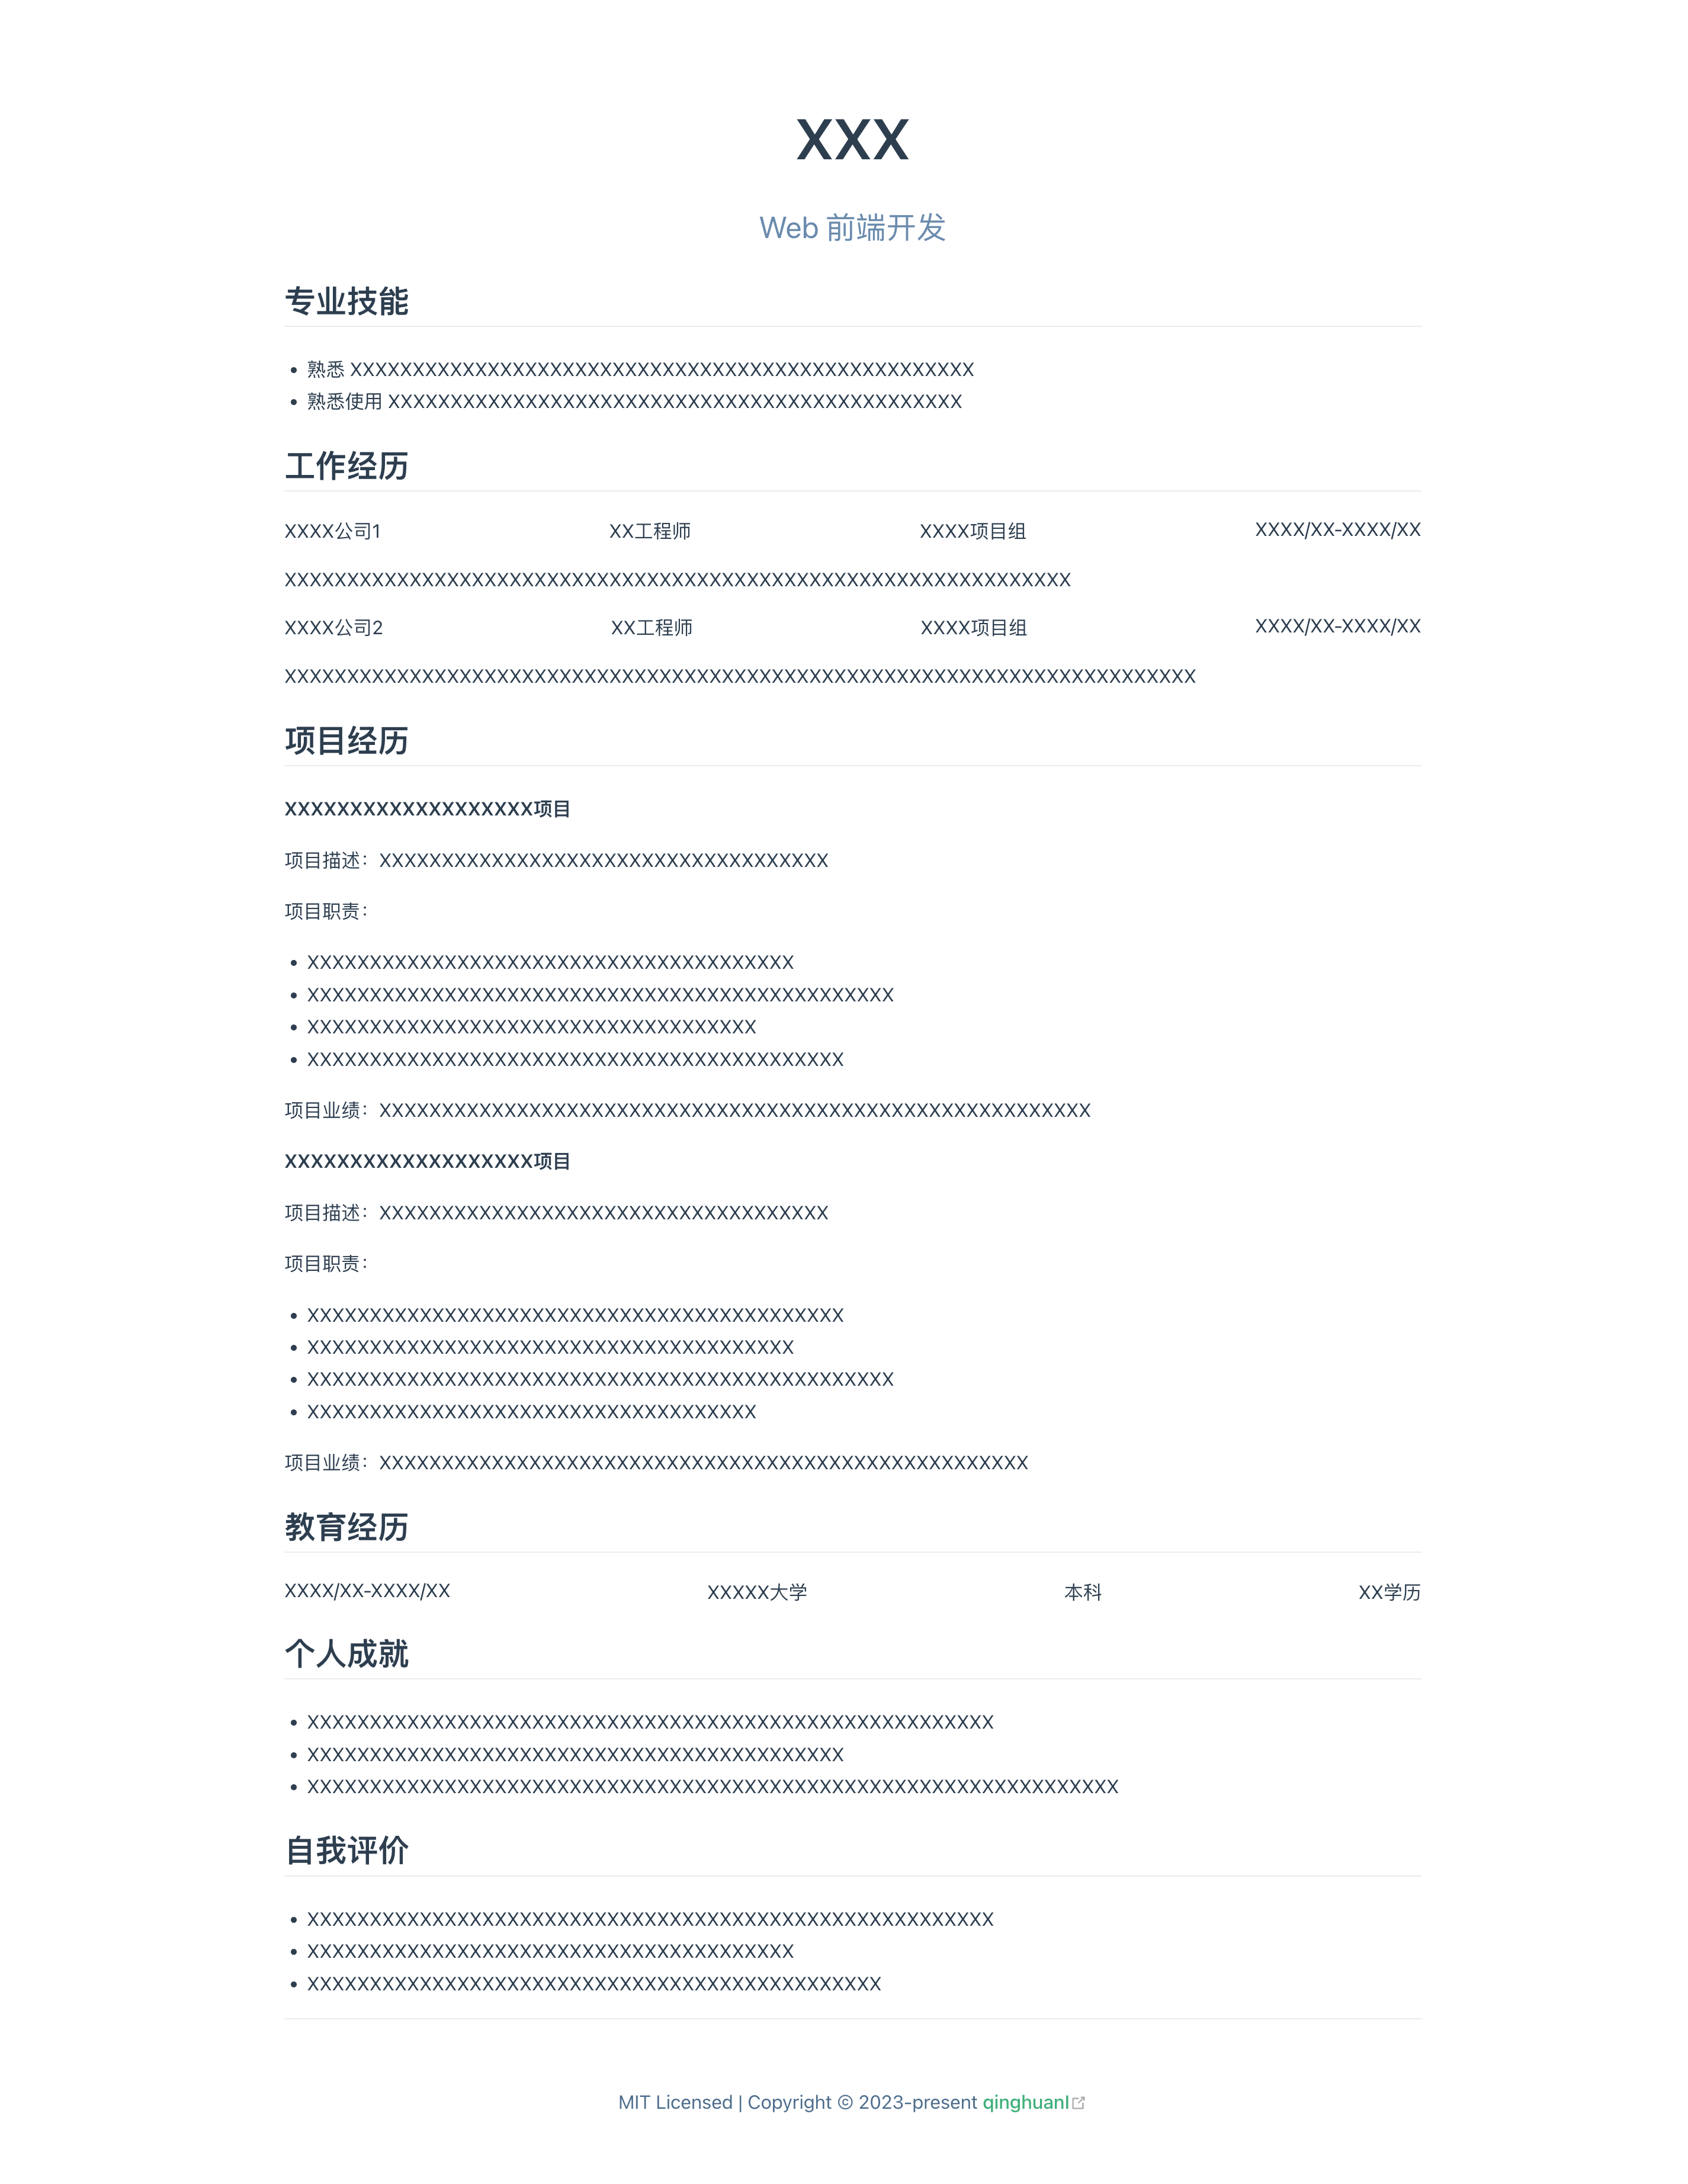 XXX
Web 前端开发
专业技能
熟悉 XXXXXXXXXXXXXXXXXXXXXXXXXXXXXXXXXXXXXXXXXXXXXXXXXX
熟悉使用 XXXXXXXXXXXXXXXXXXXXXXXXXXXXXXXXXXXXXXXXXXXXXX
工作经历
XXXX公司1 XX工程师 XXXX项目组 XXXX/XX-XXXX/XX
XXXXXXXXXXXXXXXXXXXXXXXXXXXXXXXXXXXXXXXXXXXXXXXXXXXXXXXXXXXXXXX
XXXX公司2 XX工程师 XXXX项目组 XXXX/XX-XXXX/XX
XXXXXXXXXXXXXXXXXXXXXXXXXXXXXXXXXXXXXXXXXXXXXXXXXXXXXXXXXXXXXXXXXXXXXXXXX
项目经历
XXXXXXXXXXXXXXXXXXX项目
项目描述：XXXXXXXXXXXXXXXXXXXXXXXXXXXXXXXXXXXX
项目职责：
XXXXXXXXXXXXXXXXXXXXXXXXXXXXXXXXXXXXXXX
XXXXXXXXXXXXXXXXXXXXXXXXXXXXXXXXXXXXXXXXXXXXXXX
XXXXXXXXXXXXXXXXXXXXXXXXXXXXXXXXXXXX
XXXXXXXXXXXXXXXXXXXXXXXXXXXXXXXXXXXXXXXXXXX
项目业绩：XXXXXXXXXXXXXXXXXXXXXXXXXXXXXXXXXXXXXXXXXXXXXXXXXXXXXXXXX
XXXXXXXXXXXXXXXXXXX项目
项目描述：XXXXXXXXXXXXXXXXXXXXXXXXXXXXXXXXXXXX
项目职责：
XXXXXXXXXXXXXXXXXXXXXXXXXXXXXXXXXXXXXXXXXXX
XXXXXXXXXXXXXXXXXXXXXXXXXXXXXXXXXXXXXXX
XXXXXXXXXXXXXXXXXXXXXXXXXXXXXXXXXXXXXXXXXXXXXXX
XXXXXXXXXXXXXXXXXXXXXXXXXXXXXXXXXXXX
项目业绩：XXXXXXXXXXXXXXXXXXXXXXXXXXXXXXXXXXXXXXXXXXXXXXXXXXXX
教育经历
XXXX/XX-XXXX/XX XXXXX大学 本科 XX学历
个人成就
XXXXXXXXXXXXXXXXXXXXXXXXXXXXXXXXXXXXXXXXXXXXXXXXXXXXXXX
XXXXXXXXXXXXXXXXXXXXXXXXXXXXXXXXXXXXXXXXXXX
XXXXXXXXXXXXXXXXXXXXXXXXXXXXXXXXXXXXXXXXXXXXXXXXXXXXXXXXXXXXXXXXX
自我评价
XXXXXXXXXXXXXXXXXXXXXXXXXXXXXXXXXXXXXXXXXXXXXXXXXXXXXXX
XXXXXXXXXXXXXXXXXXXXXXXXXXXXXXXXXXXXXXX
XXXXXXXXXXXXXXXXXXXXXXXXXXXXXXXXXXXXXXXXXXXXXX
MIT Licensed | Copyright © 2023-present qinghuanI